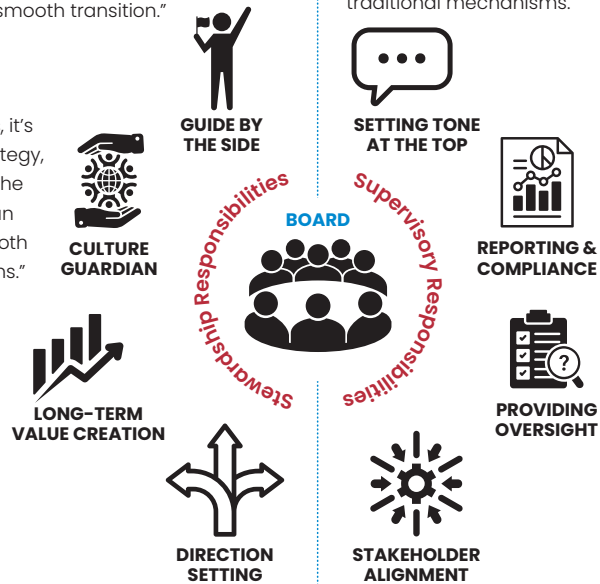 smooth transition.”
traditional mechanisms.
, it’s
tegy,
he
an
oth
ns.”
GUIDE BY
THE SIDE
SETTING TONE
AT THE TOP
CULTURE
GUARDIAN
Stewardship Responsibilities
BOARD
Supervisory Responsibilities
REPORTING &
COMPLIANCE
LONG-TERM
VALUE CREATION
?
PROVIDING
OVERSIGHT
DIRECTION
SETTING
STAKEHOLDER
ALIGNMENT